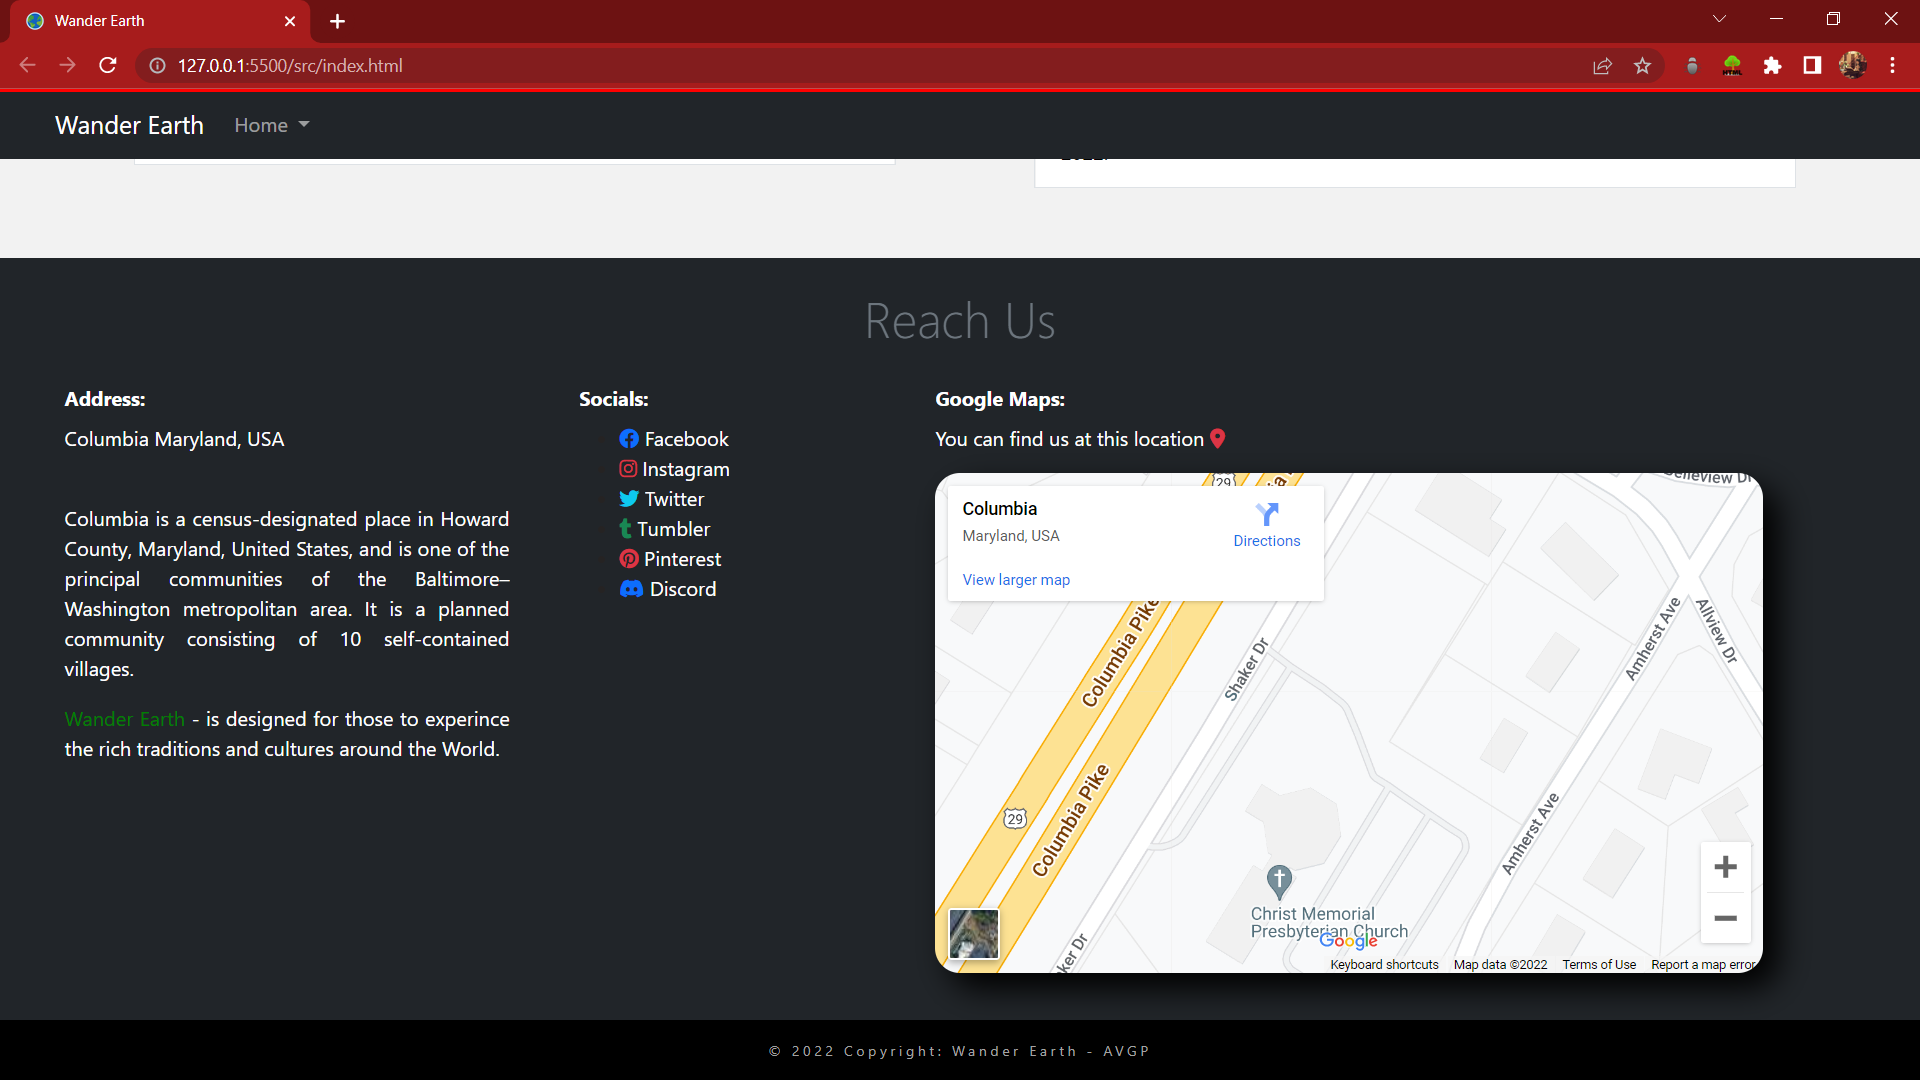 Wander Earth
127.0.0.1:5500/src/index.html
Wander Earth Home
2022.
Reach Us
Address:
Columbia Maryland, USA
Columbia is a census-designated place in Howard
County, Maryland, United States, and is one of the
principal communities of the Baltimore–
Washington metropolitan area. It is a planned
community consisting of 10 self-contained
villages.
Wander Earth - is designed for those to experince
the rich traditions and cultures around the World.
Socials:
Facebook
Instagram
Twitter
Tumbler
Pinterest
Discord
Google Maps:
You can find us at this location
Columbia
Maryland, USA
Directions
View larger map
29
Columbia Pike
Shaker Dr
Amherst Ave
Allview Dr
Columbia Pike
29
Amherst Ave
Christ Memorial
Presbyterian Church
Google
Keyboard shortcuts Map data ©2022 Terms of Use Report a map error
© 2022 Copyright: Wander Earth - AVGP